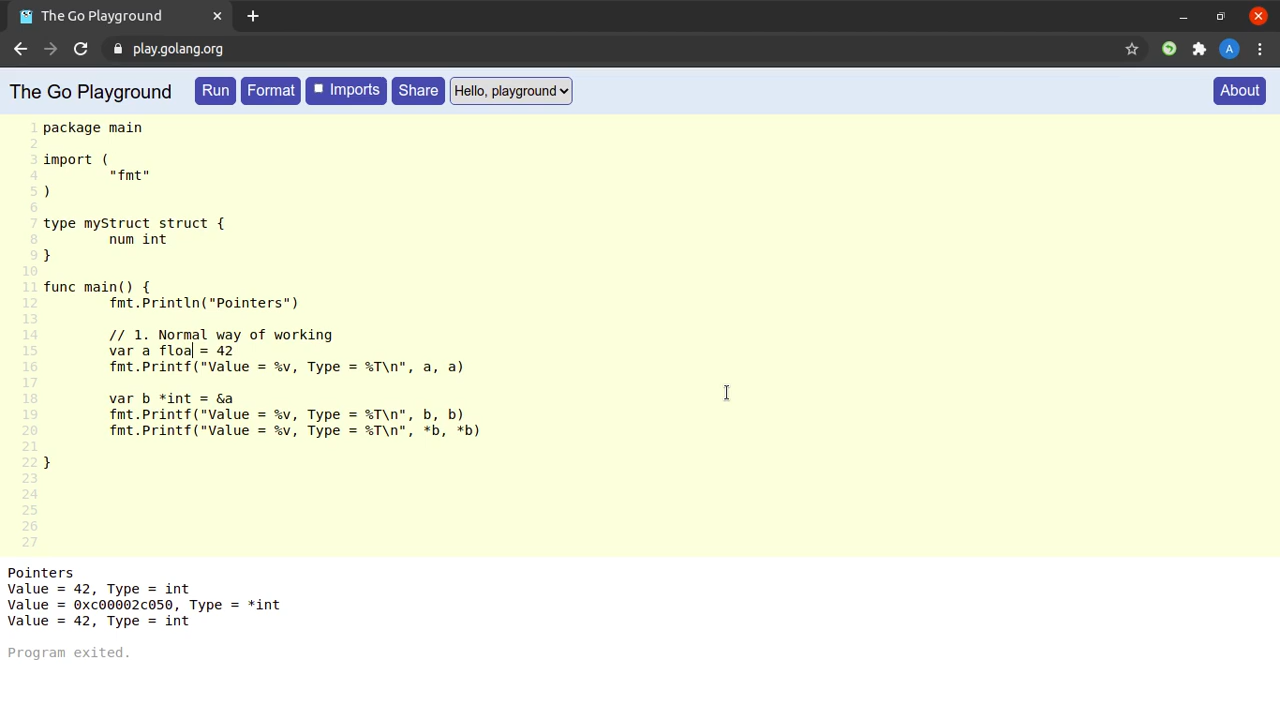 The Go Playground
play.golang.org
A
The Go Playground Run Format Imports Share Hello, playground About
1 package main
2
3 import (
4 "fmt"
5 )
6
7 type myStruct struct {
8 num int
9 }
10
11 func main() {
12 fmt.Println("Pointers")
13
14 // 1. Normal way of working
15 var a floa = 42
16 fmt.Printf("Value = %v, Type = %T\n", a, a)
17
18 var b *int = &a
19 fmt.Printf("Value = %v, Type = %T\n", b, b)
20 fmt.Printf("Value = %v, Type = %T\n", *b, *b)
21
22 }
23
24
25
26
27
Pointers
Value = 42, Type = int
Value = 0xc00002c050, Type = *int
Value = 42, Type = int
Program exited.